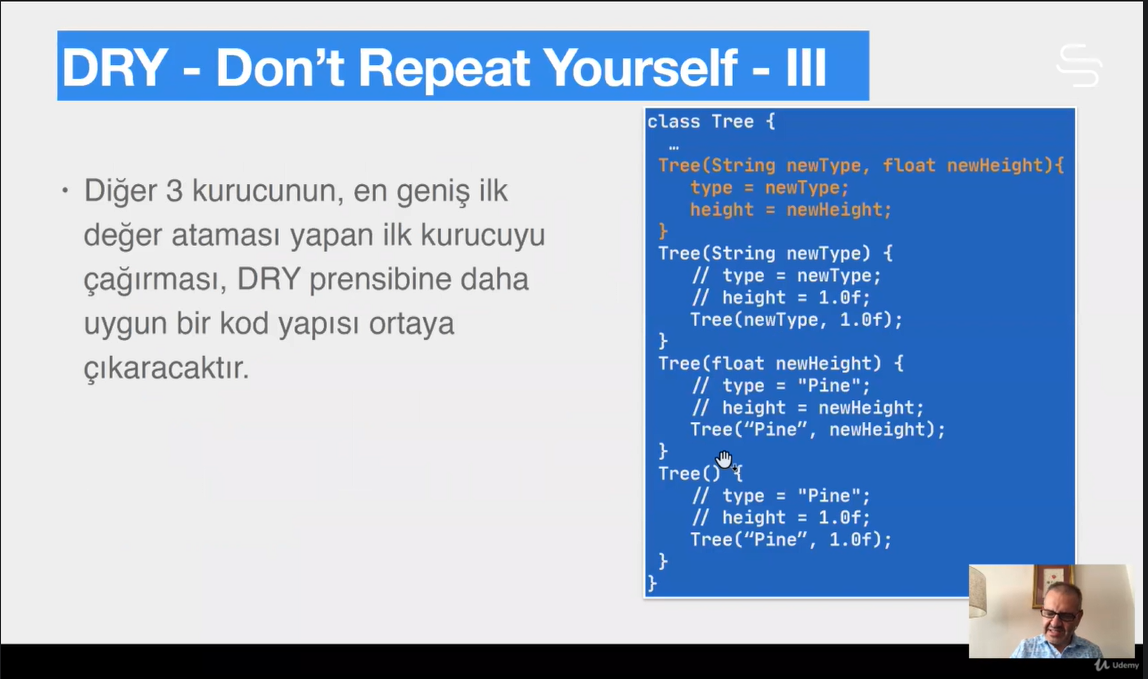 DRY - Don’t Repeat Yourself - III
• Diğer 3 kurucunun, en geniş ilk
değer ataması yapan ilk kurucuyu
çağırması, DRY prensibine daha
uygun bir kod yapısı ortaya
çıkaracaktır.
class Tree {
…
Tree(String newType, float newHeight){
type = newType;
height = newHeight;
}
Tree(String newType) {
// type = newType;
// height = 1.0f;
Tree(newType, 1.0f);
}
Tree(float newHeight) {
// type = "Pine";
// height = newHeight;
Tree(“Pine”, newHeight);
}
Tree() {
// type = "Pine";
// height = 1.0f;
Tree(“Pine”, 1.0f);
}
}
Udemy